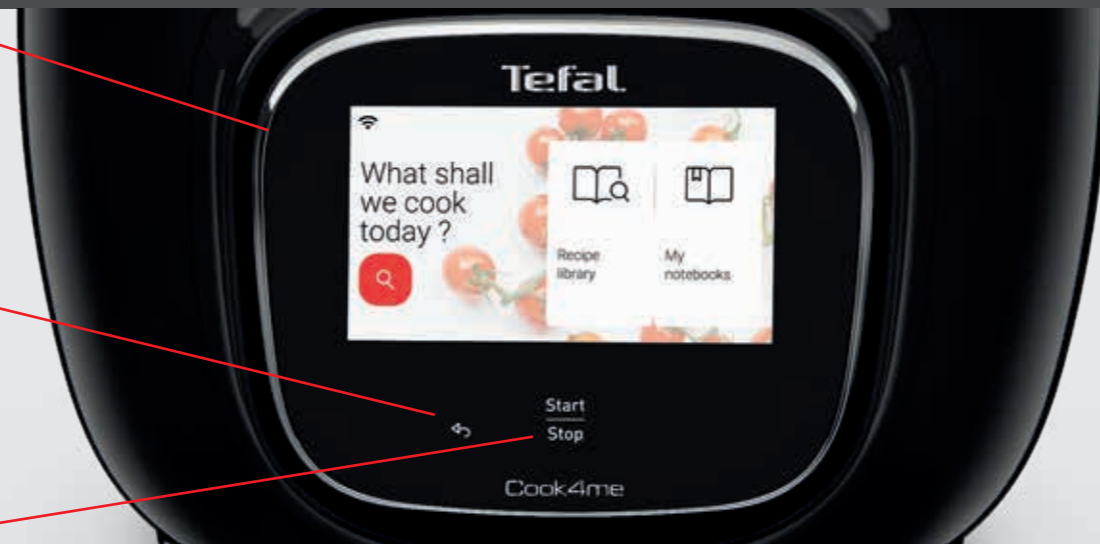 Tefal
What shall
we cook
today ?
Recipe
library
My
notebooks
Start
Stop
Cook4me